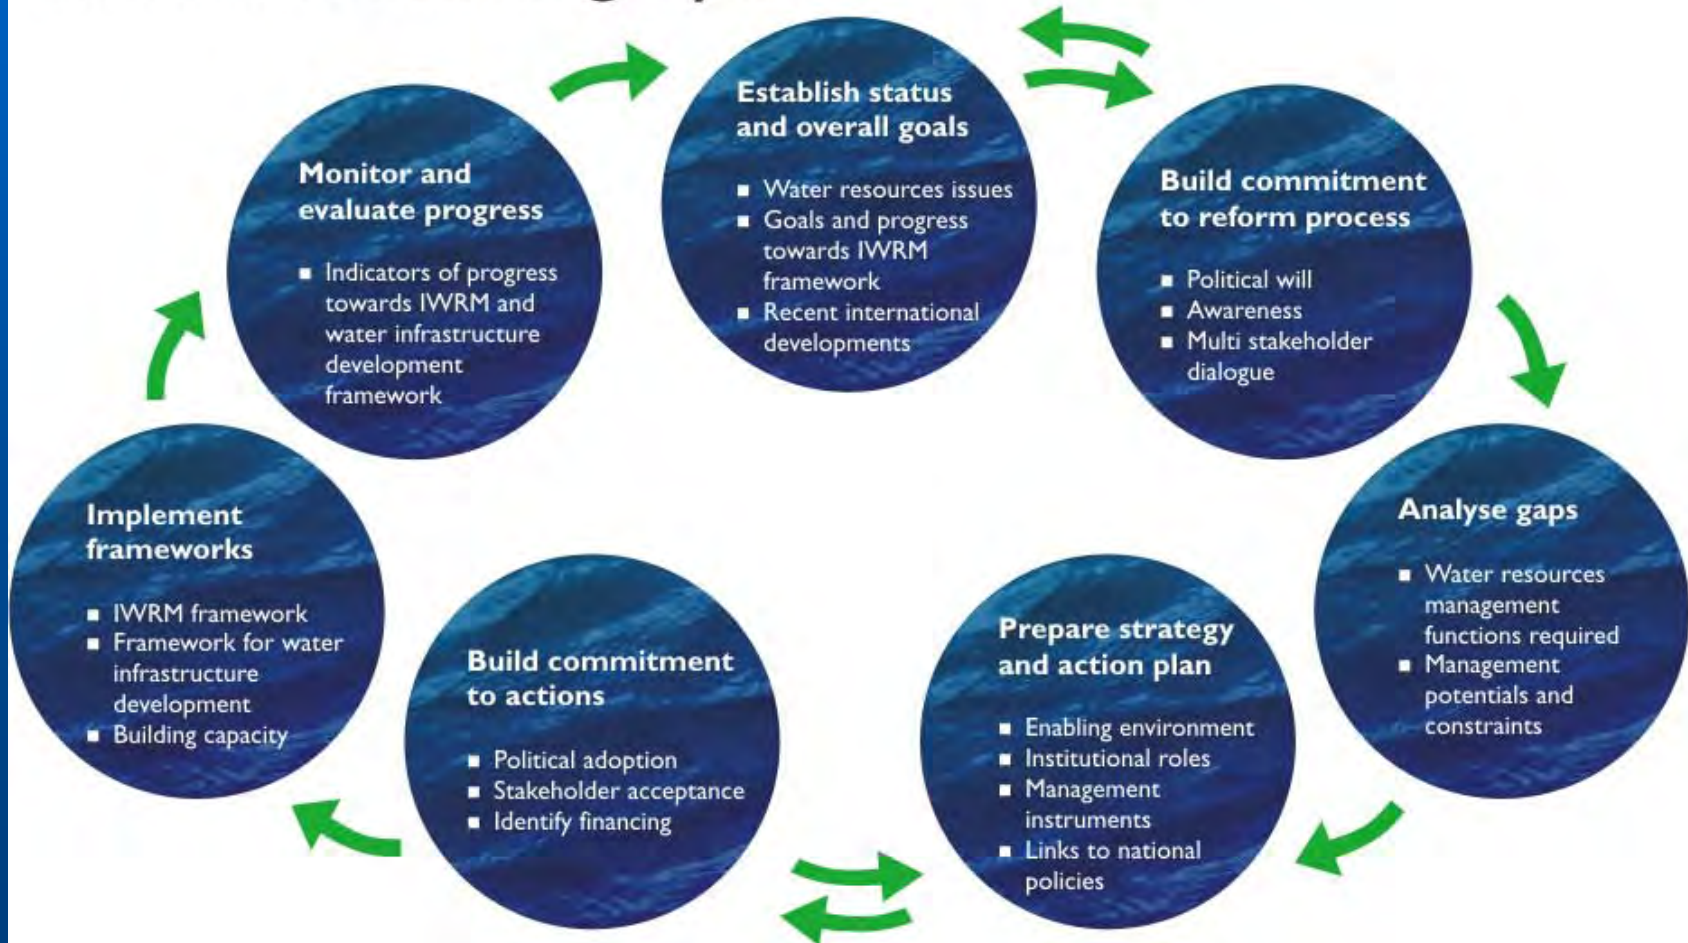 Establish status
and overall goals
■ Water resources issues
■ Goals and progress
towards IWRM
framework
■ Recent international
developments
Build commitment
to reform process
■ Political will
■ Awareness
■ Multi stakeholder
dialogue
Analyse gaps
■ Water resources
management
functions required
■ Management
potentials and
constraints
Prepare strategy
and action plan
■ Enabling environment
■ Institutional roles
■ Management
instruments
■ Links to national
policies
Build commitment
to actions
■ Political adoption
■ Stakeholder acceptance
■ Identify financing
Implement
frameworks
■ IWRM framework
■ Framework for water
infrastructure
development
■ Building capacity
Monitor and
evaluate progress
■ Indicators of progress
towards IWRM and
water infrastructure
development
framework